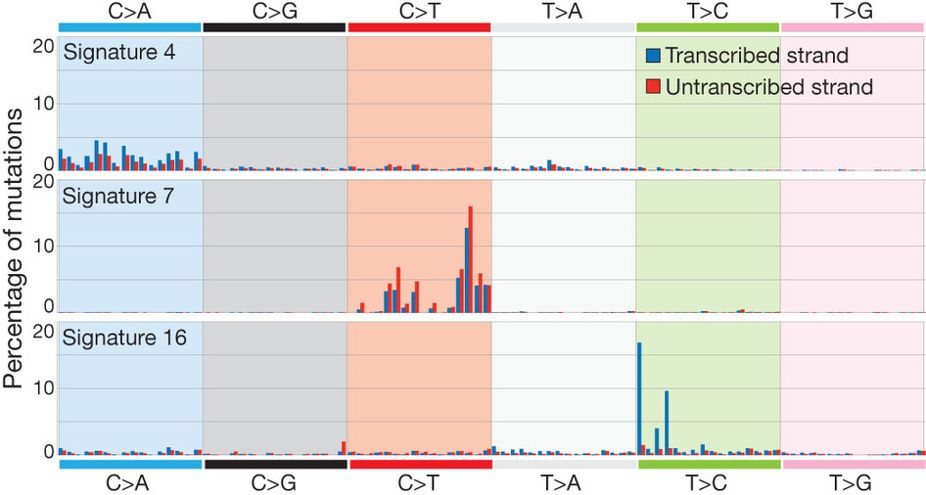 C>A C>G C>T T>A T>C T>G
Percentage of mutations
20
Signature 4
Transcribed strand
Untranscribed strand
10
0
20
Signature 7
10
0
20
Signature 16
10
0
C>A C>G C>T T>A T>C T>G